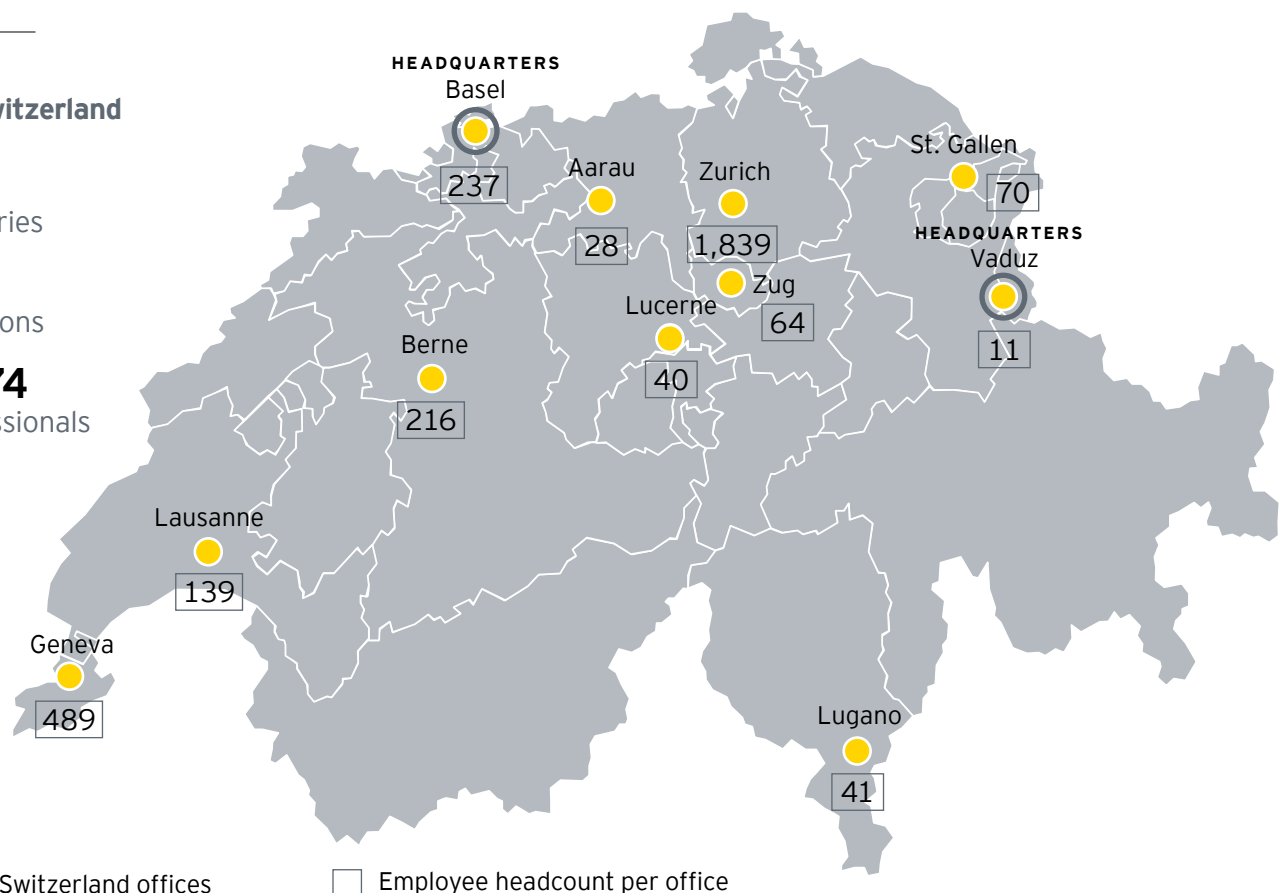 witzerland
ries
ons
74
ssionals
HEADQUARTERS
Basel
237
Aarau
28
Zurich
1,839
St. Gallen
70
HEADQUARTERS
Vaduz
11
Zug
64
Lucerne
40
Berne
216
Lausanne
139
Geneva
489
Lugano
41
Switzerland offices
Employee headcount per office